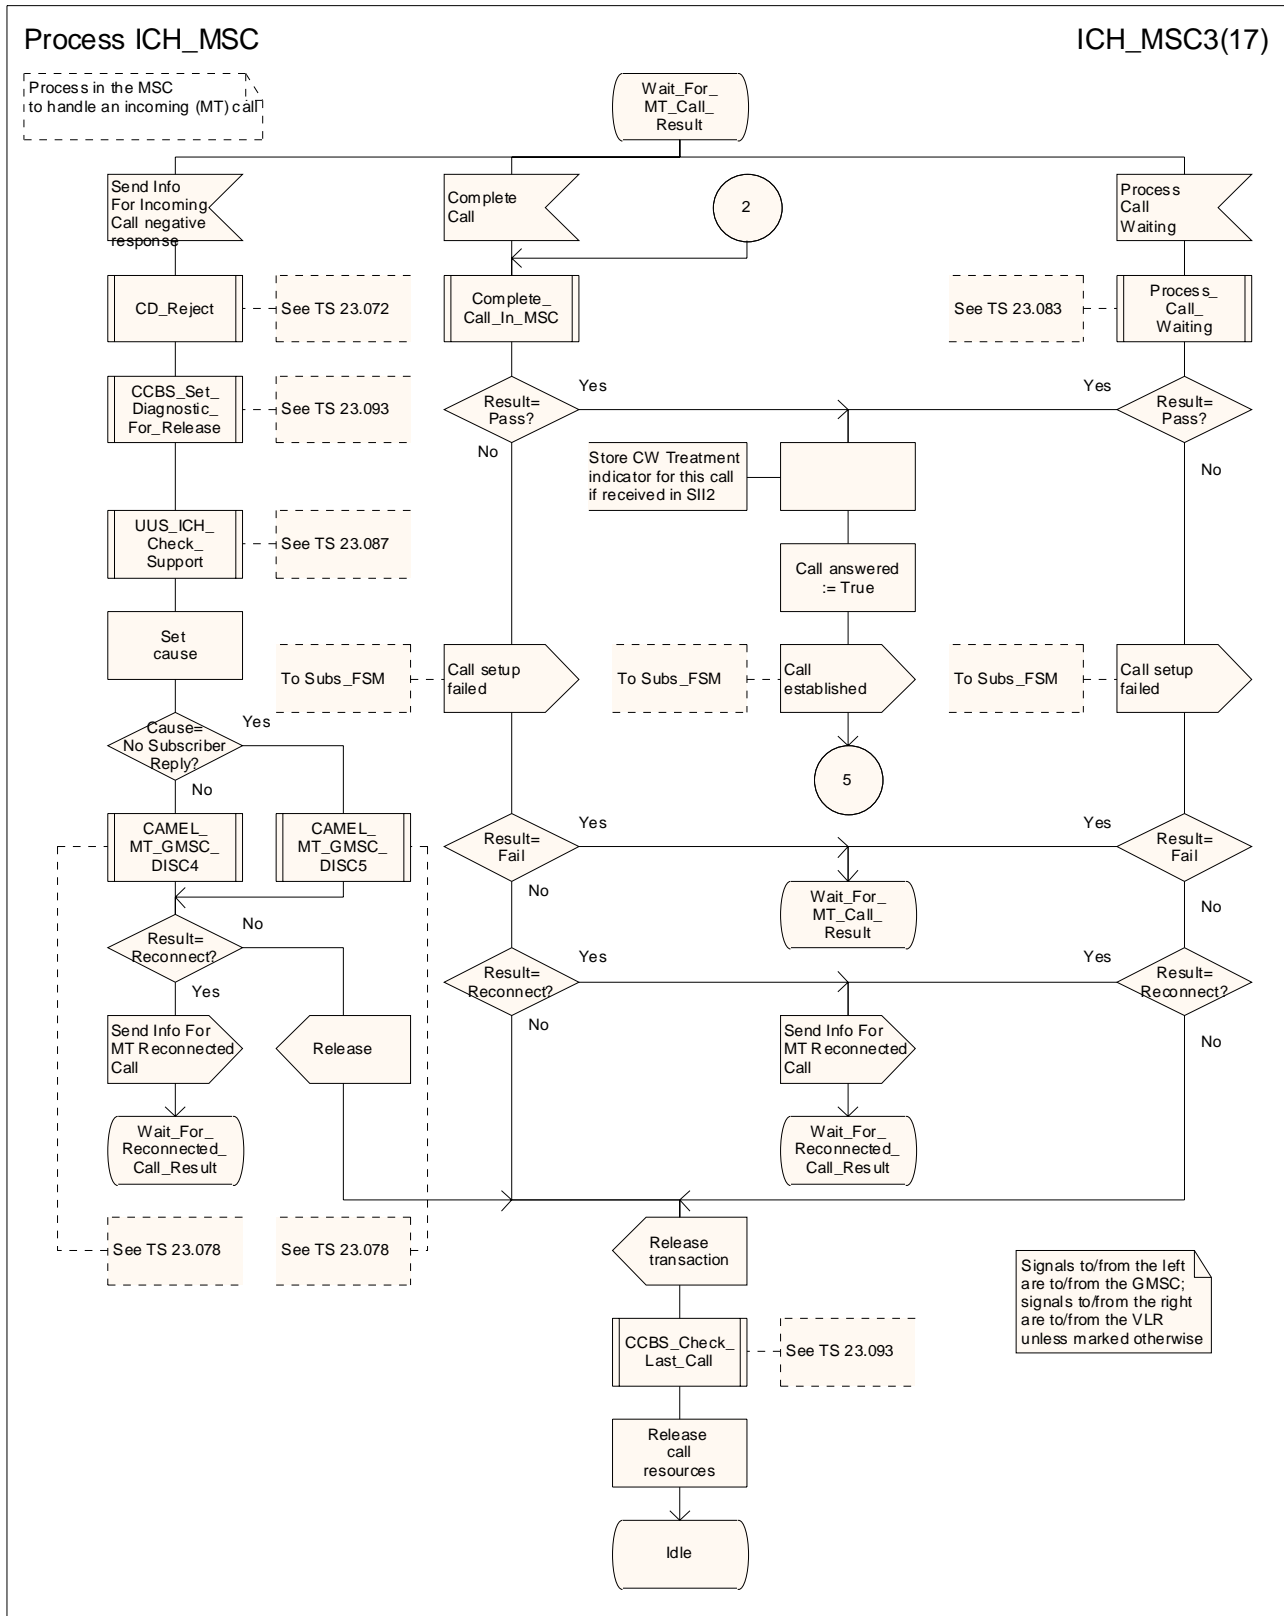 Process ICH_MSC
ICH_MSC3(17)
Process in the MSC
to handle an incoming (MT) call
Wait_For_
MT_Call_
Result
Send Info
For Incoming
Call negative
response
Complete
Call
2
Process
Call
Waiting
CD_Reject
See TS 23.072
Complete_
Call_In_MSC
See TS 23.083
Process_
Call_
Waiting
CCBS_Set_
Diagnostic_
For_Release
See TS 23.093
Result=
Pass?
Yes
No
Yes
Result=
Pass?
No
Store CW Treatment
indicator for this call
if received in SII2
UUS_ICH_
Check_
Support
See TS 23.087
Call answered
:= True
Set
cause
To Subs_FSM
Call setup
failed
To Subs_FSM
Call
established
To Subs_FSM
Call setup
failed
Cause=
No Subscriber
Reply?
Yes
No
5
CAMEL_
MT_GMSC_
DISC4
CAMEL_
MT_GMSC_
DISC5
Result=
Fail
Yes
No
Yes
Result=
Fail
No
Wait_For_
MT_Call_
Result
Result=
Reconnect?
No
Yes
Result=
Reconnect?
Yes
No
Yes
Result=
Reconnect?
No
Send Info For
MT Reconnected
Call
Release
Send Info For
MT Reconnected
Call
Wait_For_
Reconnected_
Call_Result
Wait_For_
Reconnected_
Call_Result
See TS 23.078
See TS 23.078
Release
transaction
Signals to/from the left
are to/from the GMSC;
signals to/from the right
are to/from the VLR
unless marked otherwise
CCBS_Check_
Last_Call
See TS 23.093
Release
call
resources
Idle